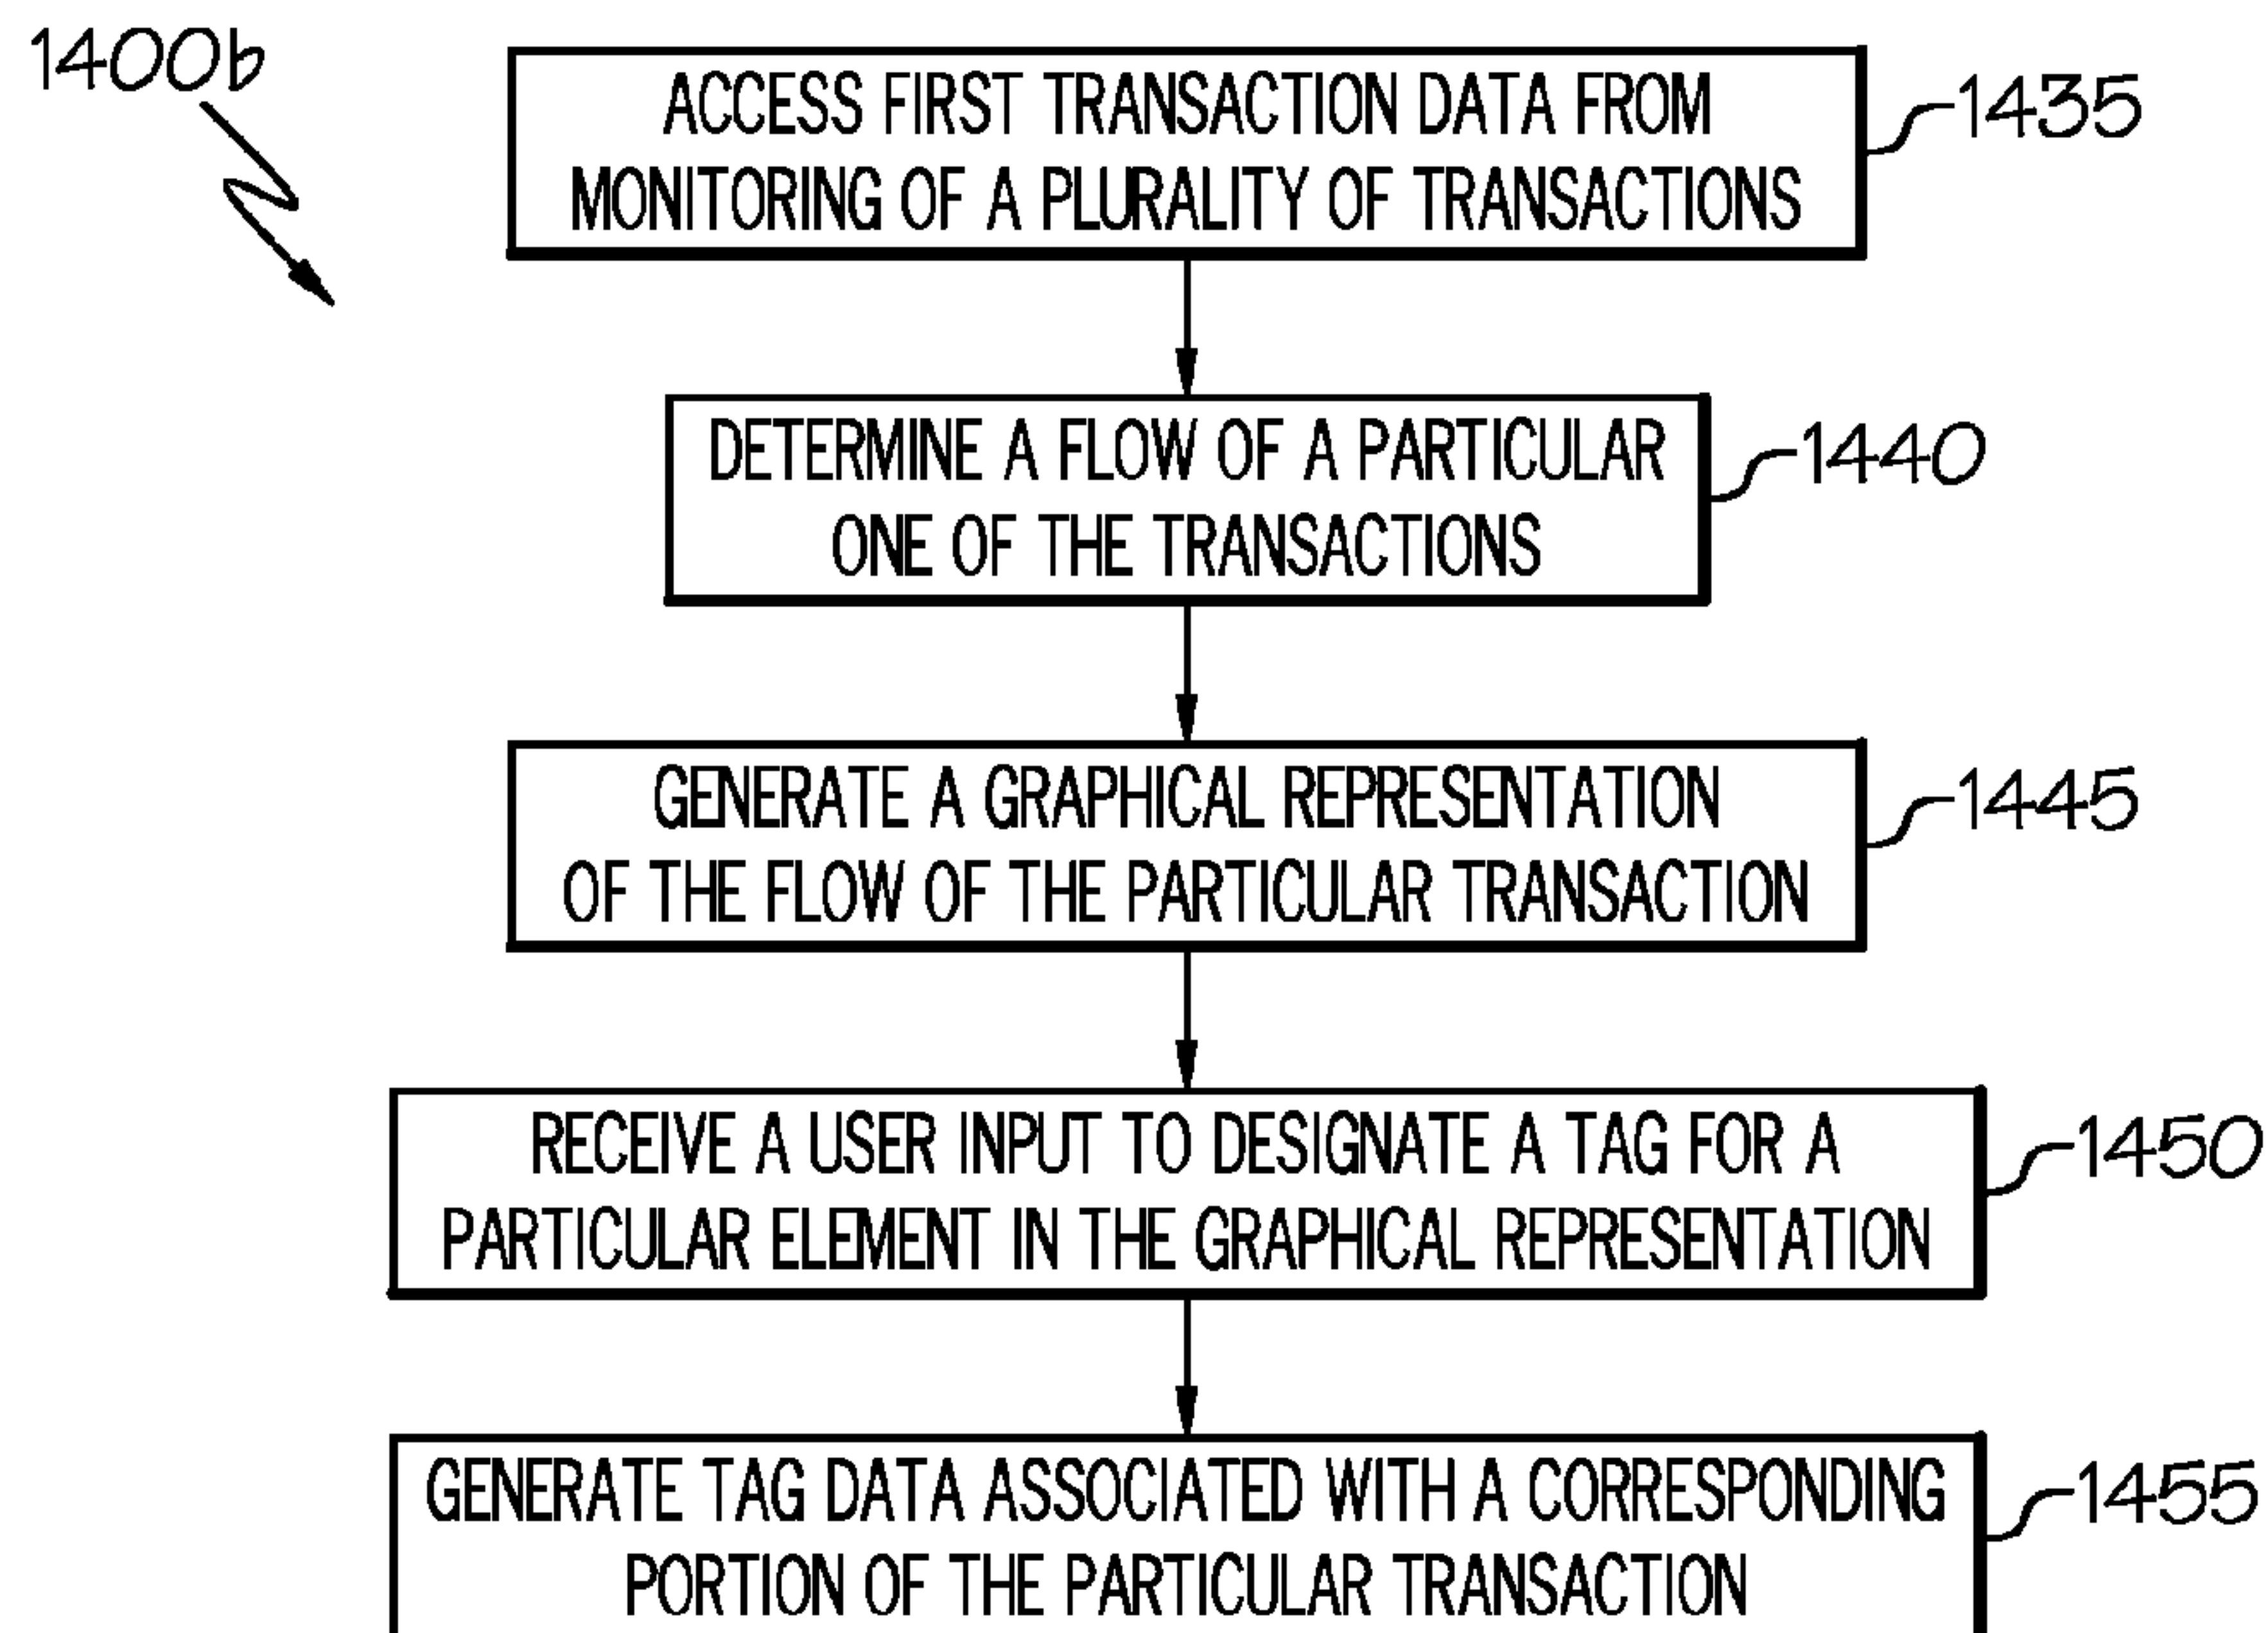 1400b
ACCESS FIRST TRANSACTION DATA FROM
MONITORING OF A PLURALITY OF TRANSACTIONS
1435
DETERMINE A FLOW OF A PARTICULAR
ONE OF THE TRANSACTIONS
1440
GENERATE A GRAPHICAL REPRESENTATION
OF THE FLOW OF THE PARTICULAR TRANSACTION
1445
RECEIVE A USER INPUT TO DESIGNATE A TAG FOR A
PARTICULAR ELEMENT IN THE GRAPHICAL REPRESENTATION
1450
GENERATE TAG DATA ASSOCIATED WITH A CORRESPONDING
PORTION OF THE PARTICULAR TRANSACTION
1455